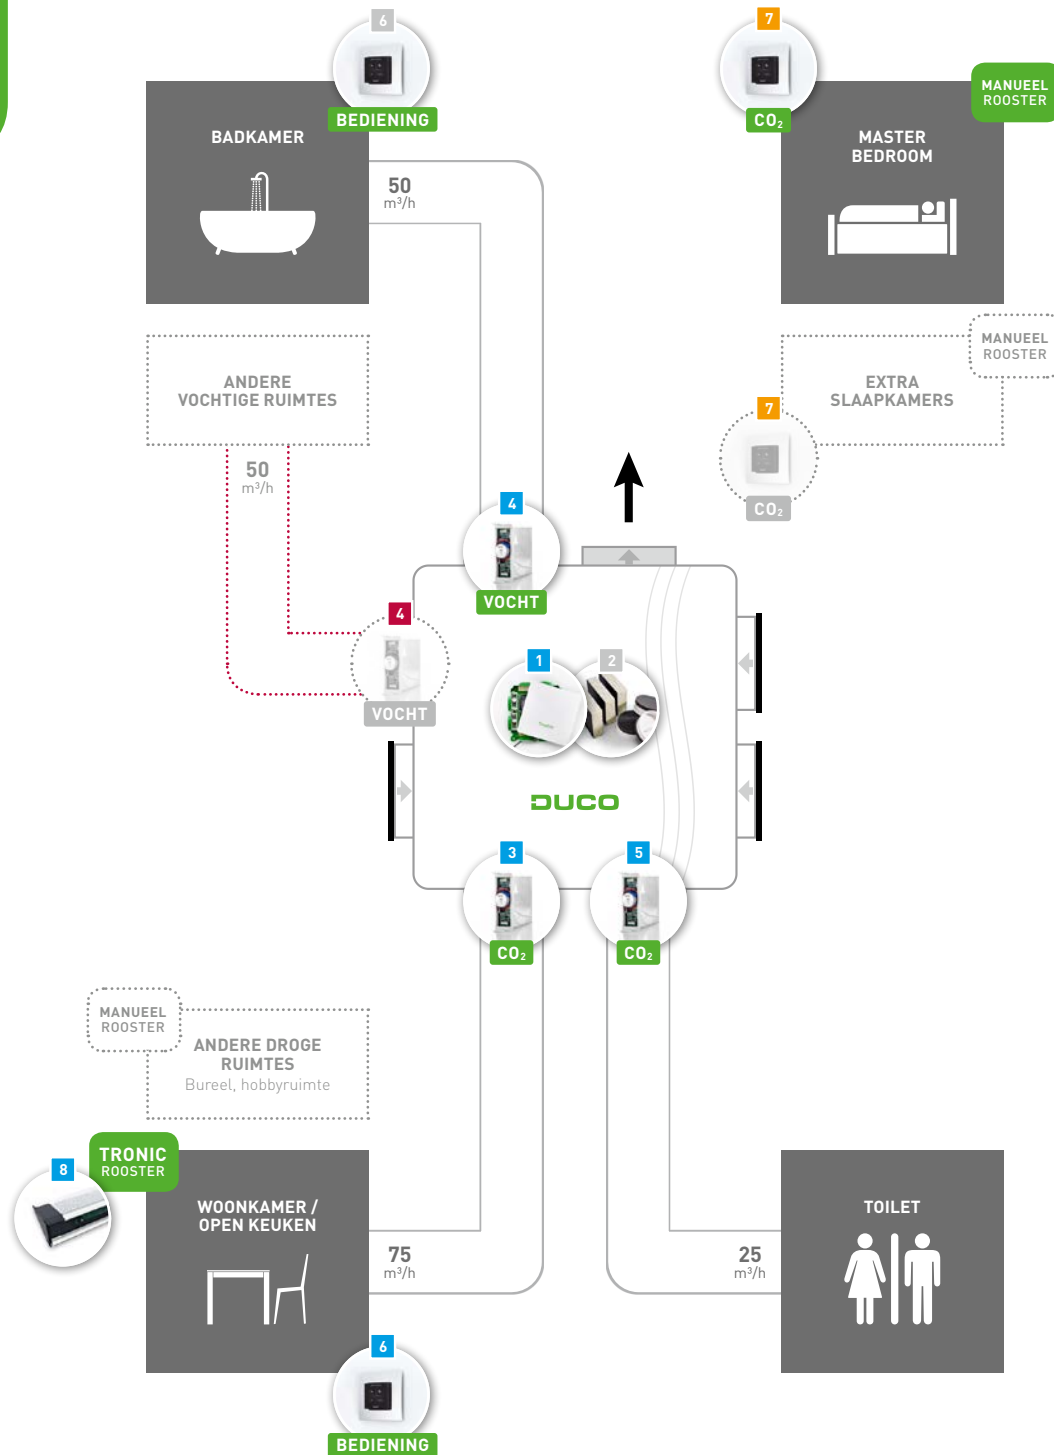 6
BEDIENING
BADKAMER
50
m³/h
7
CO₂
MANUEEL
ROOSTER
MASTER
BEDROOM
ANDERE
VOCHTIGE RUIMTES
50
m³/h
MANUEEL
ROOSTER
EXTRA
SLAAPKAMERS
7
CO₂
4
VOCHT
4
VOCHT
1
2
DUCO
3
CO₂
5
CO₂
MANUEEL
ROOSTER
ANDERE DROGE
RUIMTES
Bureel, hobbyruimte
TRONIC
ROOSTER
8
WOONKAMER /
OPEN KEUKEN
75
m³/h
25
m³/h
TOILET
6
BEDIENING